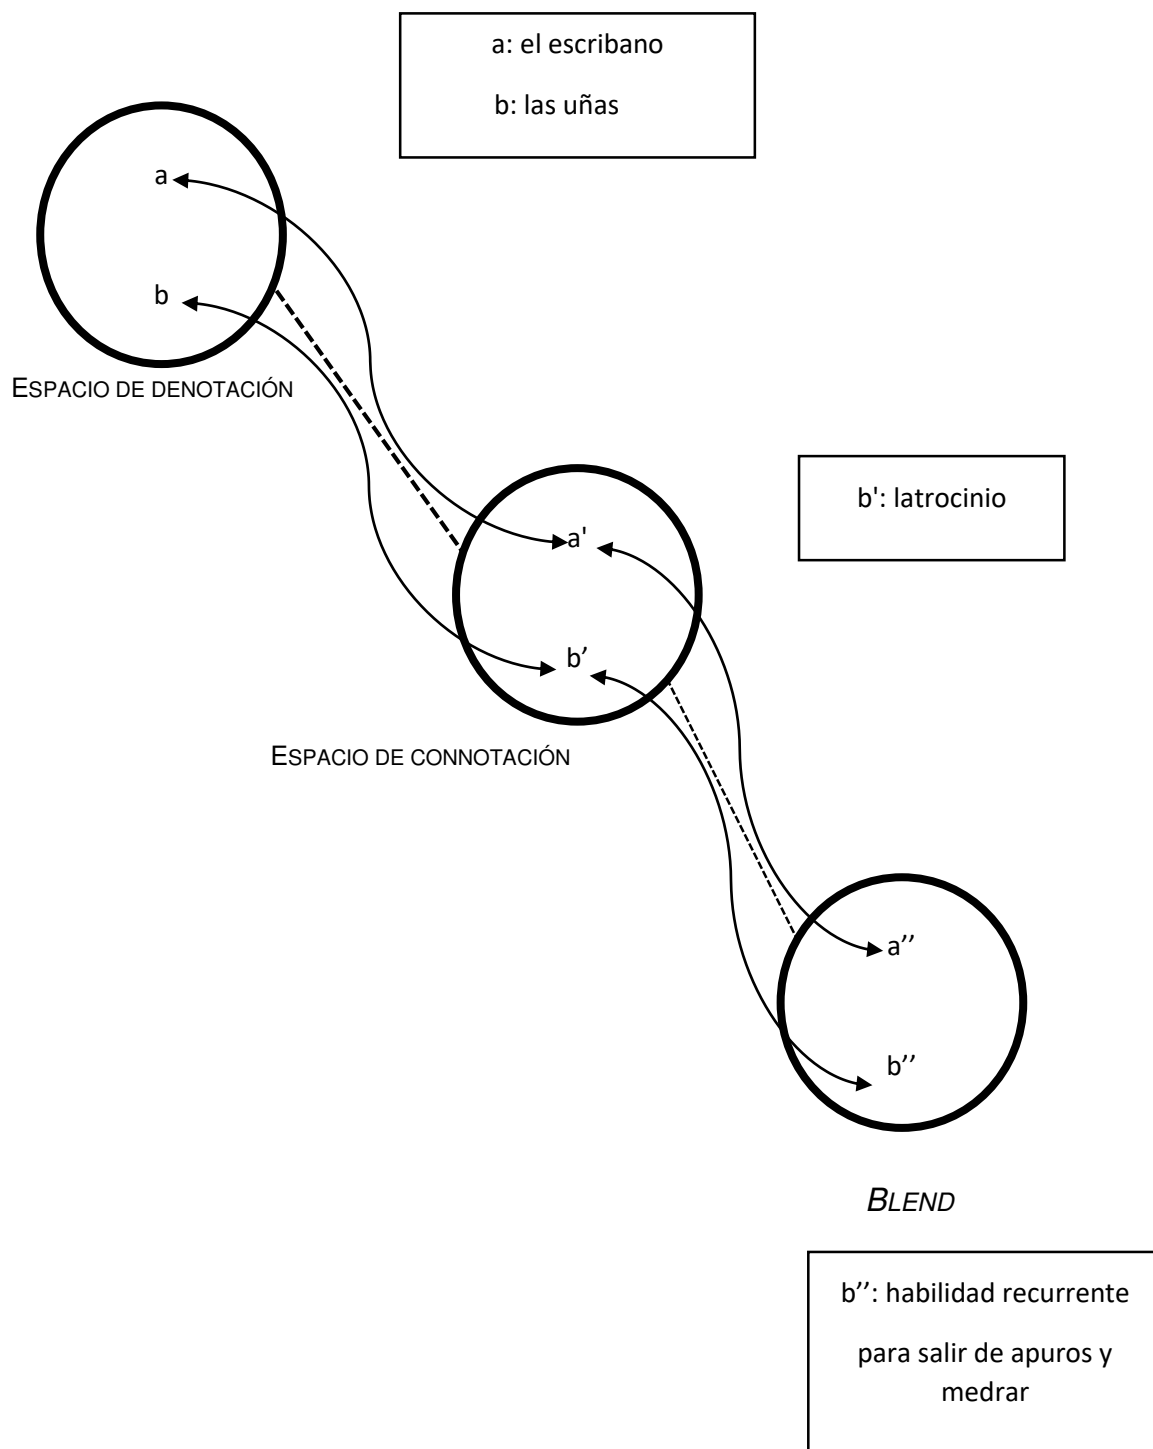 a: el escribano
b: las uñas
a
b
ESPACIO DE DENOTACIÓN
b': latrocinio
a'
b’
ESPACIO DE CONNOTACIÓN
a’’
b’’
BLEND
b’’: habilidad recurrente
para salir de apuros y
medrar